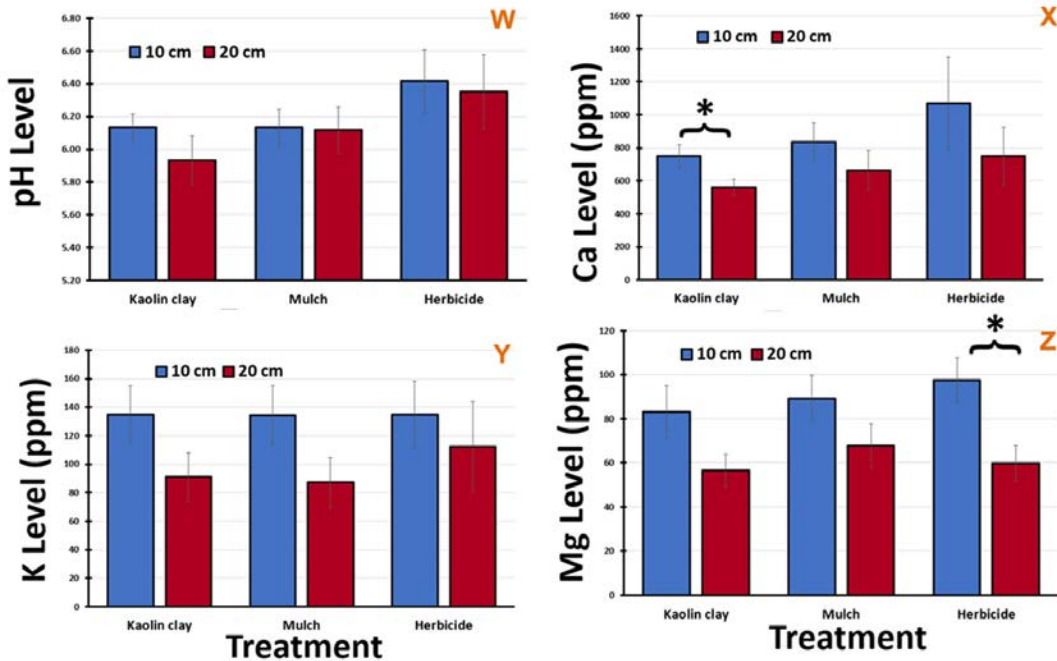 W
pH Level
6.80
6.60
6.40
6.20
6.00
5.80
5.60
5.40
5.20
10 cm 20 cm
Kaolin clay Mulch Herbicide
X
Ca Level (ppm)
1600
1400
1200
1000
800
600
400
200
0
10 cm 20 cm
*
Kaolin clay Mulch Herbicide
Y
K Level (ppm)
180
160
140
120
100
80
60
40
20
0
10 cm 20 cm
Kaolin clay Mulch Herbicide
Treatment
Z
Mg Level (ppm)
120
100
80
60
40
20
0
10 cm 20 cm
*
Kaolin clay Mulch Herbicide
Treatment